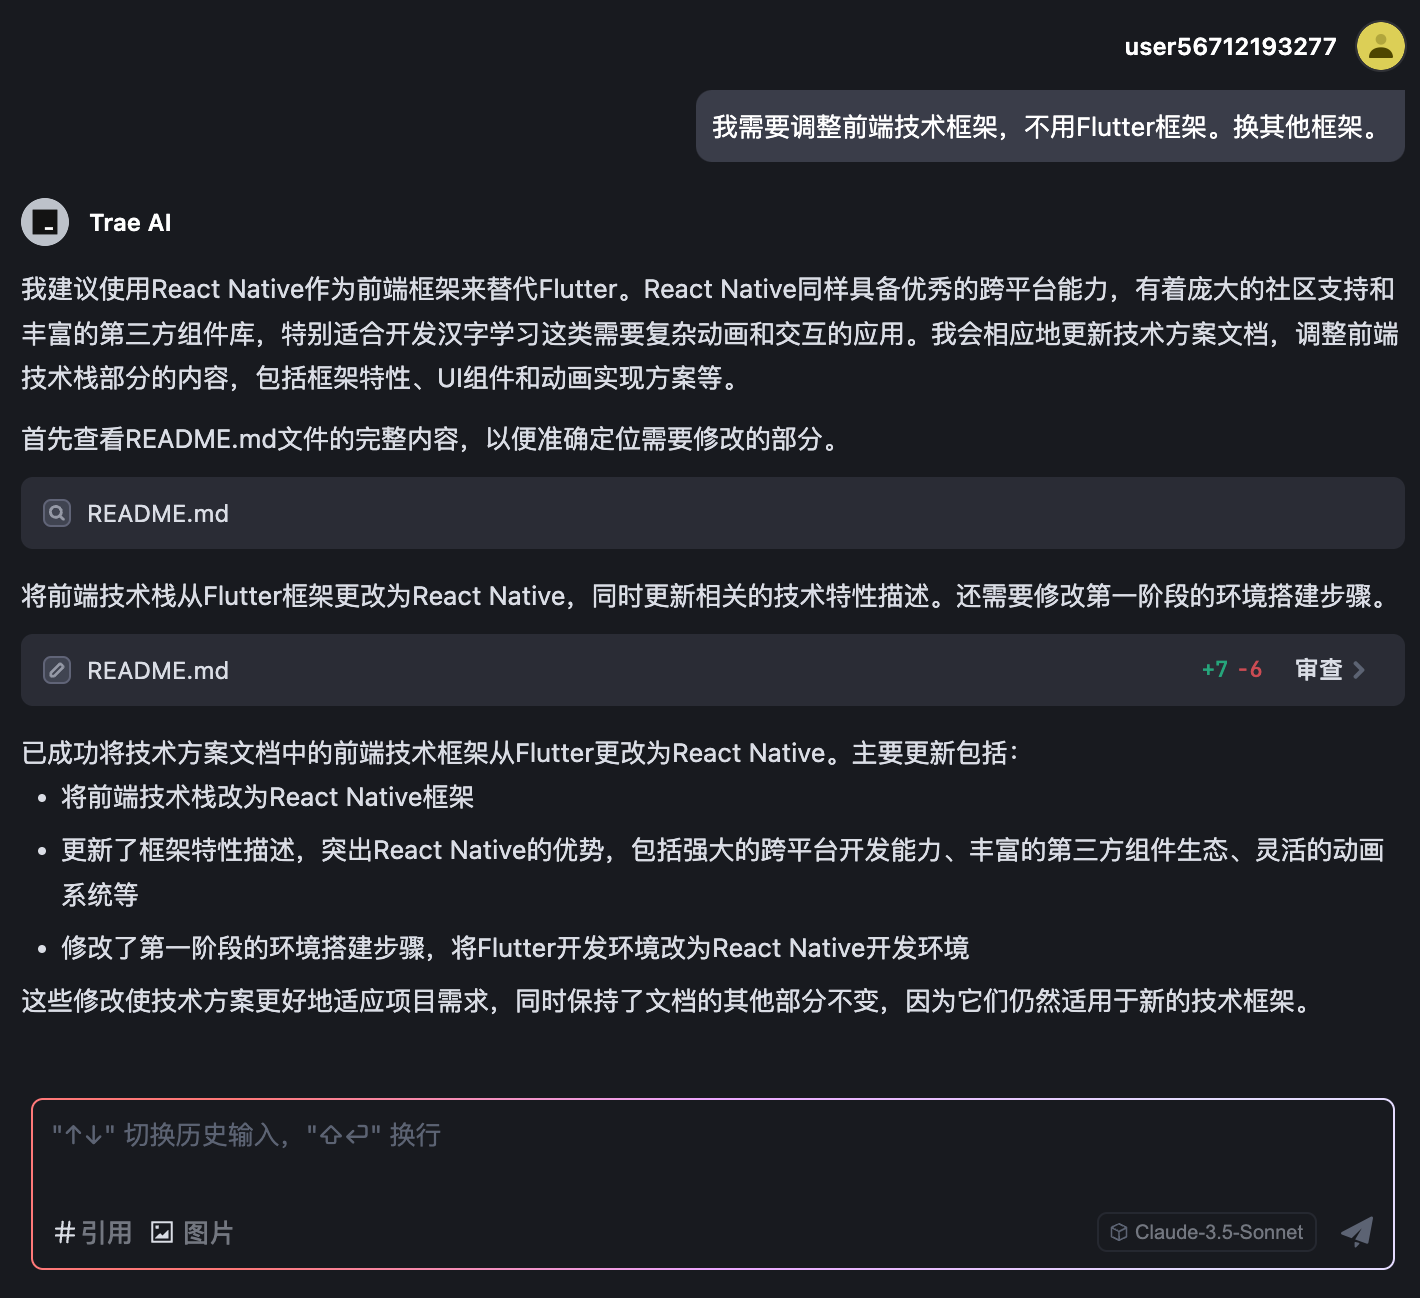 user56712193277
我需要调整前端技术框架，不用Flutter框架。换其他框架。
Trae AI
我建议使用React Native作为前端框架来替代Flutter。React Native同样具备优秀的跨平台能力，有着庞大的社区支持和
丰富的第三方组件库，特别适合开发汉字学习这类需要复杂动画和交互的应用。我会相应地更新技术方案文档，调整前端
技术栈部分的内容，包括框架特性、UI组件和动画实现方案等。
首先查看README.md文件的完整内容，以便准确定位需要修改的部分。
README.md
将前端技术栈从Flutter框架更改为React Native，同时更新相关的技术特性描述。还需要修改第一阶段的环境搭建步骤。
README.md +7 -6 审查
已成功将技术方案文档中的前端技术框架从Flutter更改为React Native。主要更新包括：
• 将前端技术栈改为React Native框架
• 更新了框架特性描述，突出React Native的优势，包括强大的跨平台开发能力、丰富的第三方组件生态、灵活的动画
系统等
• 修改了第一阶段的环境搭建步骤，将Flutter开发环境改为React Native开发环境
这些修改使技术方案更好地适应项目需求，同时保持了文档的其他部分不变，因为它们仍然适用于新的技术框架。
"↑↓" 切换历史输入，"⇧⏎" 换行
# 引用 图片 Claude-3.5-Sonnet